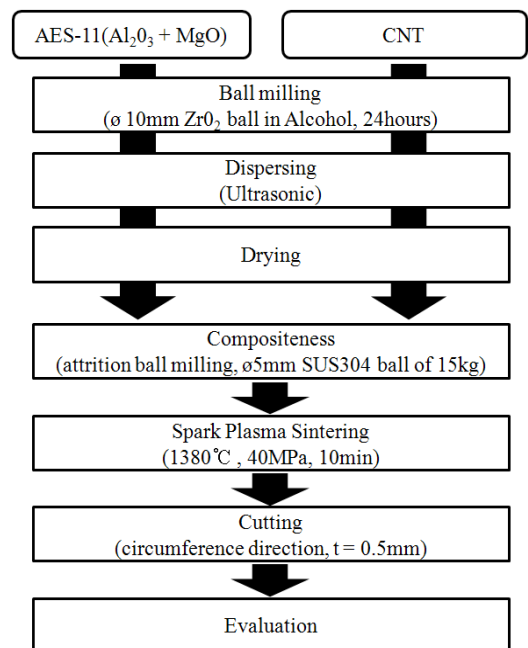 AES-11(Al₂0₃ + MgO)
CNT
Ball milling
(ø 10mm Zr0₂ ball in Alcohol, 24hours)
Dispersing
(Ultrasonic)
Drying
Compositeness
(attrition ball milling, ø5mm SUS304 ball of 15kg)
Spark Plasma Sintering
(1380℃ , 40MPa, 10min)
Cutting
(circumference direction, t = 0.5mm)
Evaluation